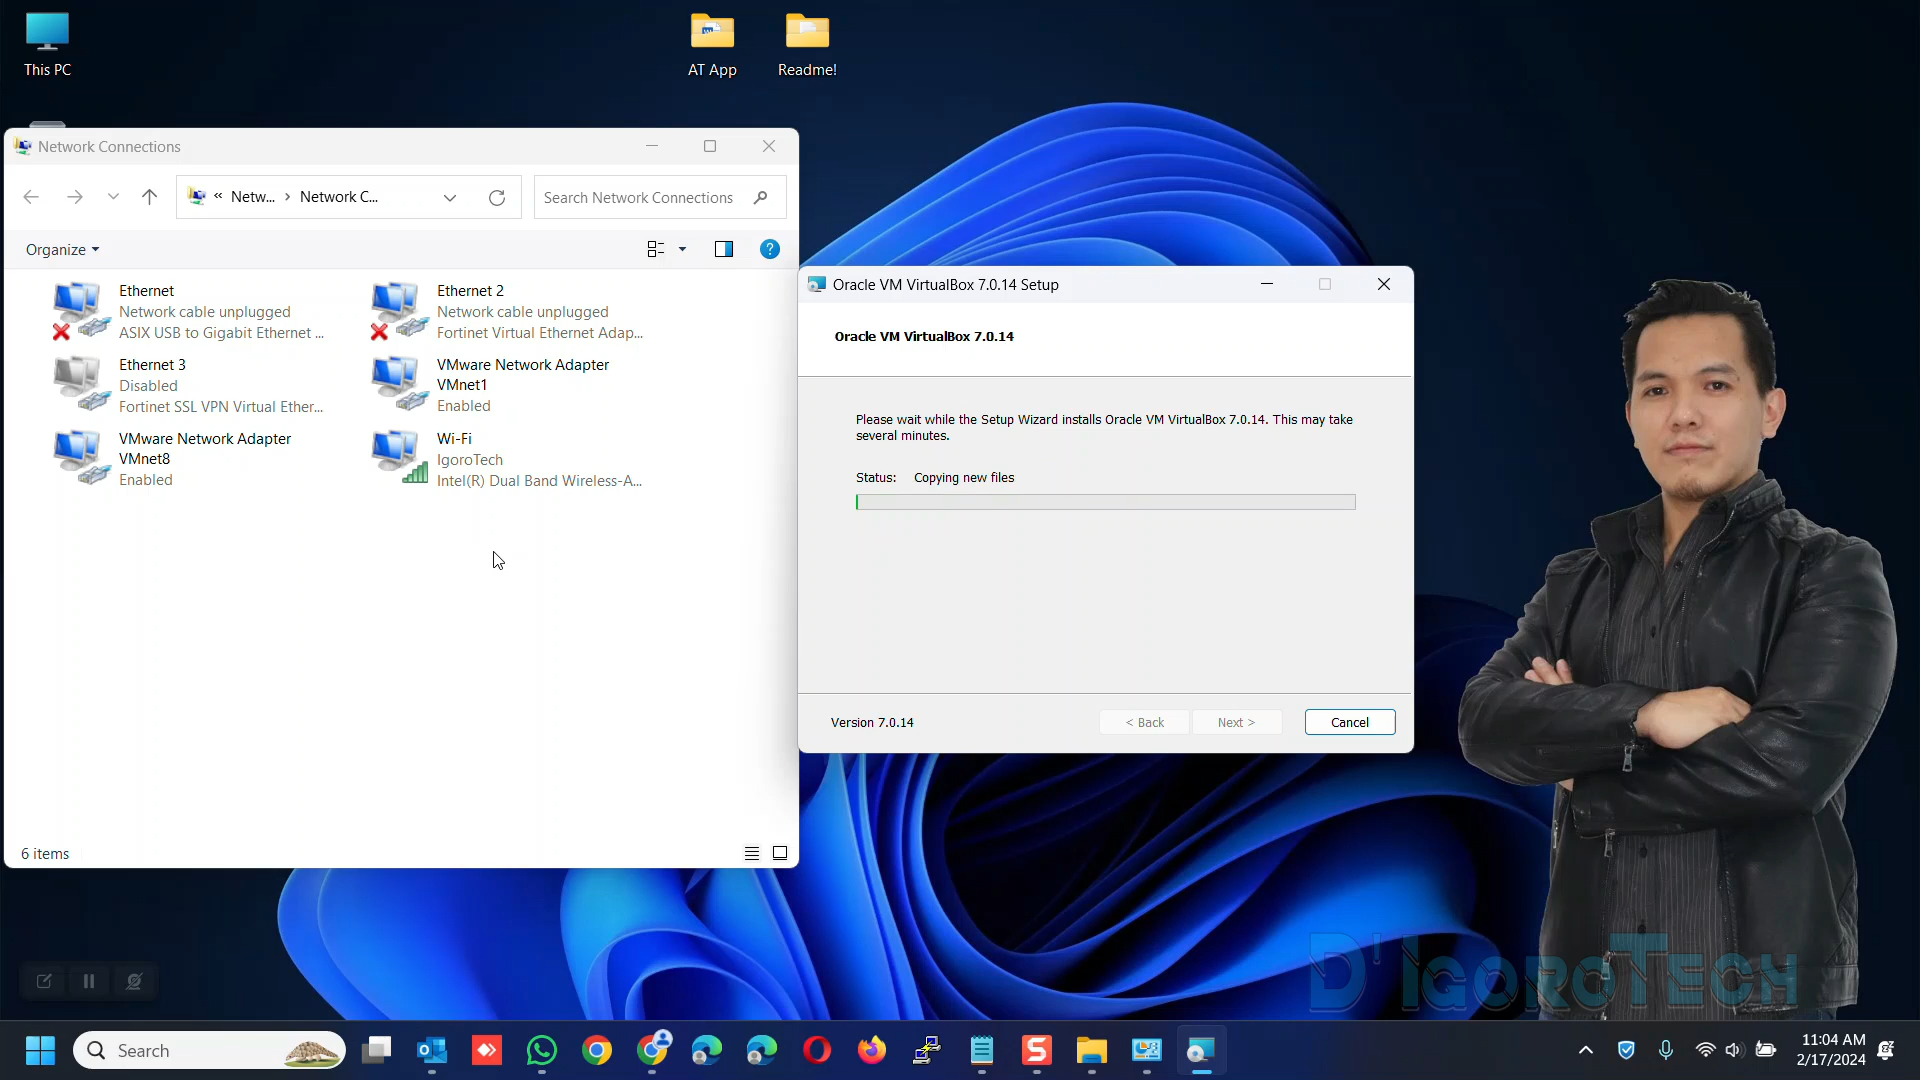 This PC
AT App
Readme!
Network Connections
« Netw... › Network C...
Search Network Connections
Organize
Ethernet
Network cable unplugged
ASIX USB to Gigabit Ethernet ...
Ethernet 2
Network cable unplugged
Fortinet Virtual Ethernet Adap...
Ethernet 3
Disabled
Fortinet SSL VPN Virtual Ether...
VMware Network Adapter
VMnet1
Enabled
VMware Network Adapter
VMnet8
Enabled
Wi-Fi
IgoroTech
Intel(R) Dual Band Wireless-A...
6 items
Oracle VM VirtualBox 7.0.14 Setup
Oracle VM VirtualBox 7.0.14
Please wait while the Setup Wizard installs Oracle VM VirtualBox 7.0.14. This may take
several minutes.
Status: Copying new files
Version 7.0.14
< Back
Next >
Cancel
D'IgoroTech
Search
11:04 AM
2/17/2024